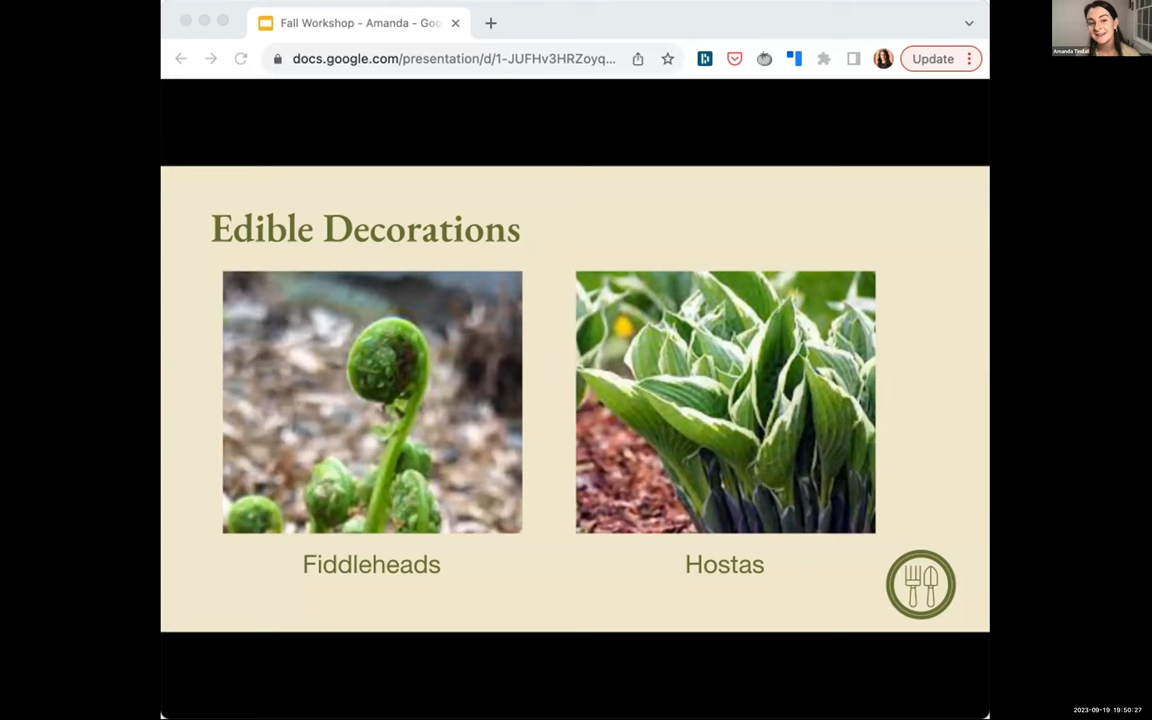 Fall Workshop - Amanda - Goo
docs.google.com/presentation/d/1-JUFHv3HRZoyq...
Update
Amanda Tindall
Edible Decorations
Fiddleheads
Hostas
2023-09-19 19:50:27